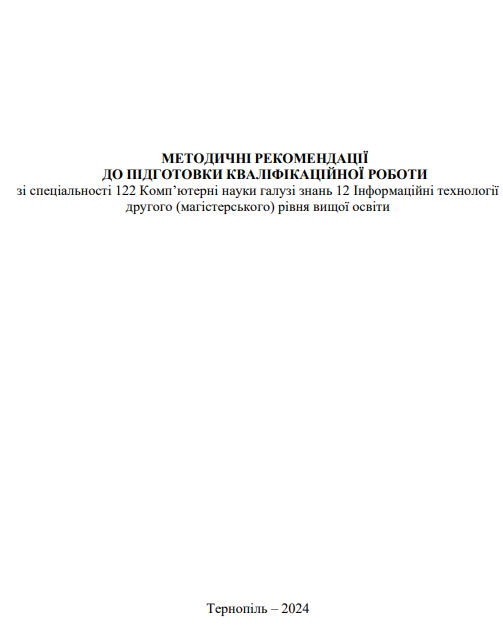 МЕТОДИЧНІ РЕКОМЕНДАЦІЇ
ДО ПІДГОТОВКИ КВАЛІФІКАЦІЙНОЇ РОБОТИ
зі спеціальності 122 Комп’ютерні науки галузі знань 12 Інформаційні технології
другого (магістерського) рівня вищої освіти
Тернопіль – 2024